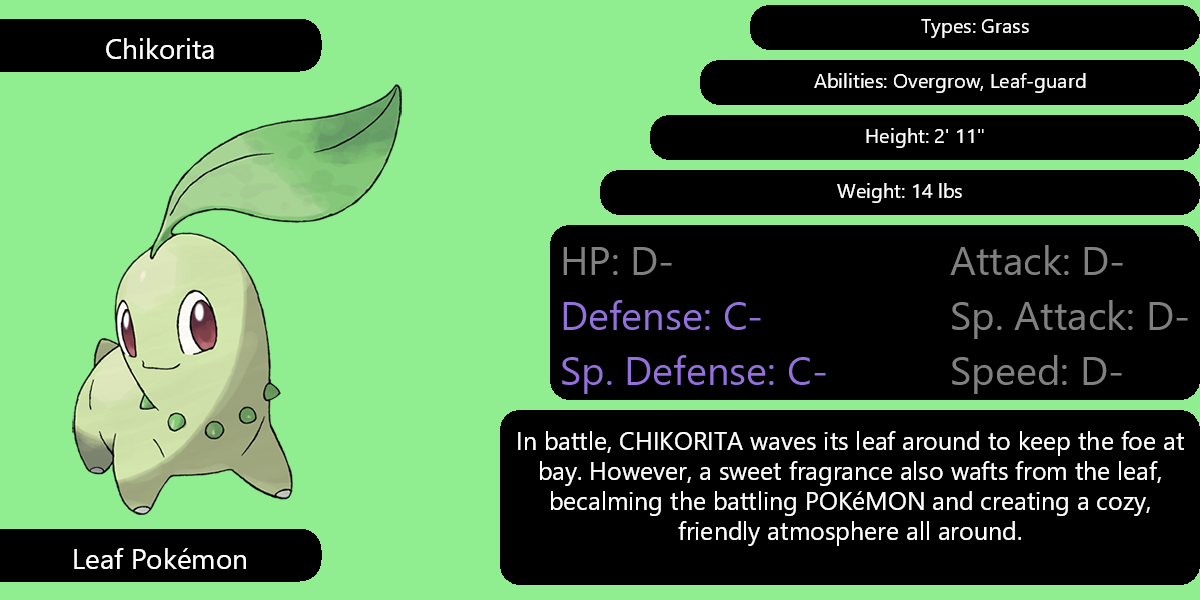 Chikorita
Types: Grass
Abilities: Overgrow, Leaf-guard
Height: 2' 11"
Weight: 14 lbs
HP: D-
Attack: D-
Defense: C-
Sp. Attack: D-
Sp. Defense: C-
Speed: D-
In battle, CHIKORITA waves its leaf around to keep the foe at
bay. However, a sweet fragrance also wafts from the leaf,
becalming the battling POKéMON and creating a cozy,
friendly atmosphere all around.
Leaf Pokémon